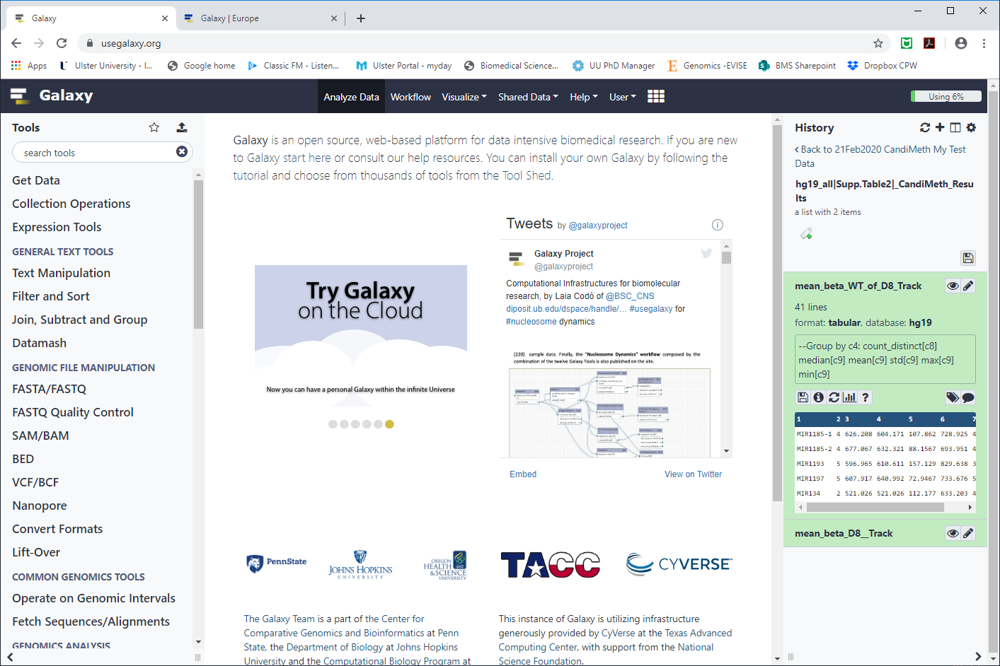 Galaxy
Galaxy | Europe
usegalaxy.org
Apps
Ulster University - I...
Google home
Classic FM - Listen...
Ulster Portal - myday
Biomedical Science...
UU PhD Manager
Genomics -EVISE
BMS Sharepoint
Dropbox CPW
Galaxy
Analyze Data
Workflow
Visualize
Shared Data
Help
User
Using 6%
Tools
search tools
Get Data
Collection Operations
Expression Tools
GENERAL TEXT TOOLS
Text Manipulation
Filter and Sort
Join, Subtract and Group
Datamash
GENOMIC FILE MANIPULATION
FASTA/FASTQ
FASTQ Quality Control
SAM/BAM
BED
VCF/BCF
Nanopore
Convert Formats
Lift-Over
COMMON GENOMICS TOOLS
Operate on Genomic Intervals
Fetch Sequences/Alignments
GENOMICS ANALYSIS
Galaxy is an open source, web-based platform for data intensive biomedical research. If you are new
to Galaxy start here or consult our help resources. You can install your own Galaxy by following the
tutorial and choose from thousands of tools from the Tool Shed.
Try Galaxy
on the Cloud
Now you can have a personal Galaxy within the infinite Universe
Tweets by @galaxyproject
Galaxy Project
@galaxyproject
Computational Infrastructures for biomolecular
research, by Laia Codó of @BSC_CNS
diposit.ub.edu/dspace/handle/... #usegalaxy for
#nucleosome dynamics
[220] sample data. Finally, the "Nucleosome Dynamics" workflow composed by the
combination of the twelve Galaxy Tools is also published on the site.
Embed
View on Twitter
PennState
JOHNS HOPKINS
UNIVERSITY
OREGON
HEALTH
& SCIENCE
UNIVERSITY
TACC
CYVERSE
The Galaxy Team is a part of the Center for
Comparative Genomics and Bioinformatics at Penn
State, the Department of Biology at Johns Hopkins
University and the Computational Biology Program at
This instance of Galaxy is utilizing infrastructure
generously provided by CyVerse at the Texas Advanced
Computing Center, with support from the National
Science Foundation.
History
Back to 21Feb2020 CandiMeth My Test
Data
hg19_all|Supp.Table2|_CandiMeth_Resu
lts
a list with 2 items
mean_beta_WT_of_D8_Track
41 lines
format: tabular, database: hg19
--Group by c4: count_distinct[c8]
median[c9] mean[c9] std[c9] max[c9]
min[c9]
1 2 3 4 5 6 7
MIR1185-1 4 626.208 604.171 107.862 728.925 4
MIR1185-2 4 677.067 632.321 88.1567 693.951 4
MIR1193 5 596.965 610.611 157.129 829.638 3
MIR1197 5 607.917 640.992 72.9467 733.676 5
MIR134 2 521.026 521.026 112.177 633.203 4
mean_beta_D8__Track